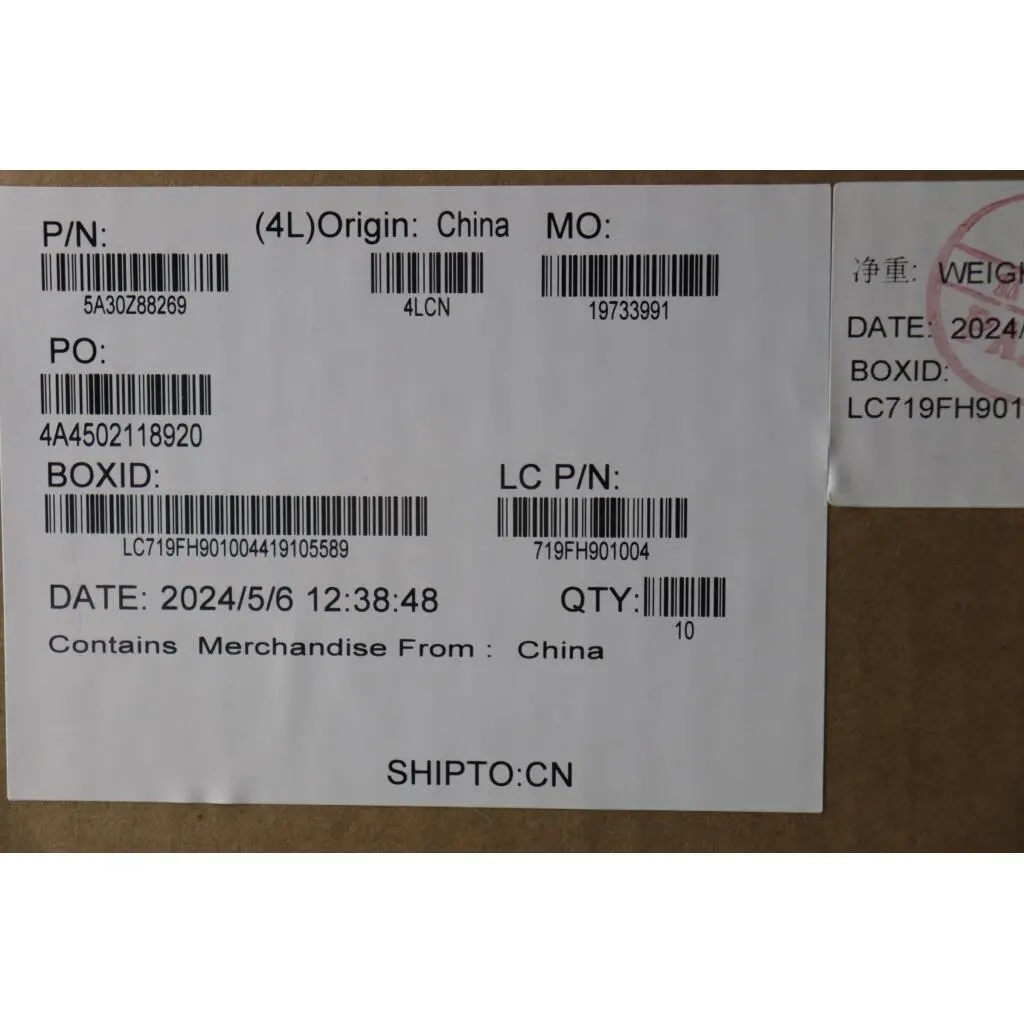 P/N: (4L)Origin: China MO:
5A30Z88269 4LCN 19733991
PO:
4A4502118920
BOXID: LC P/N:
LC719FH901004419105589 719FH901004
DATE: 2024/5/6 12:38:48 QTY:
10
Contains Merchandise From : China
SHIPTO:CN
净重: WEIGH
DATE: 2024/
BOXID:
LC719FH901